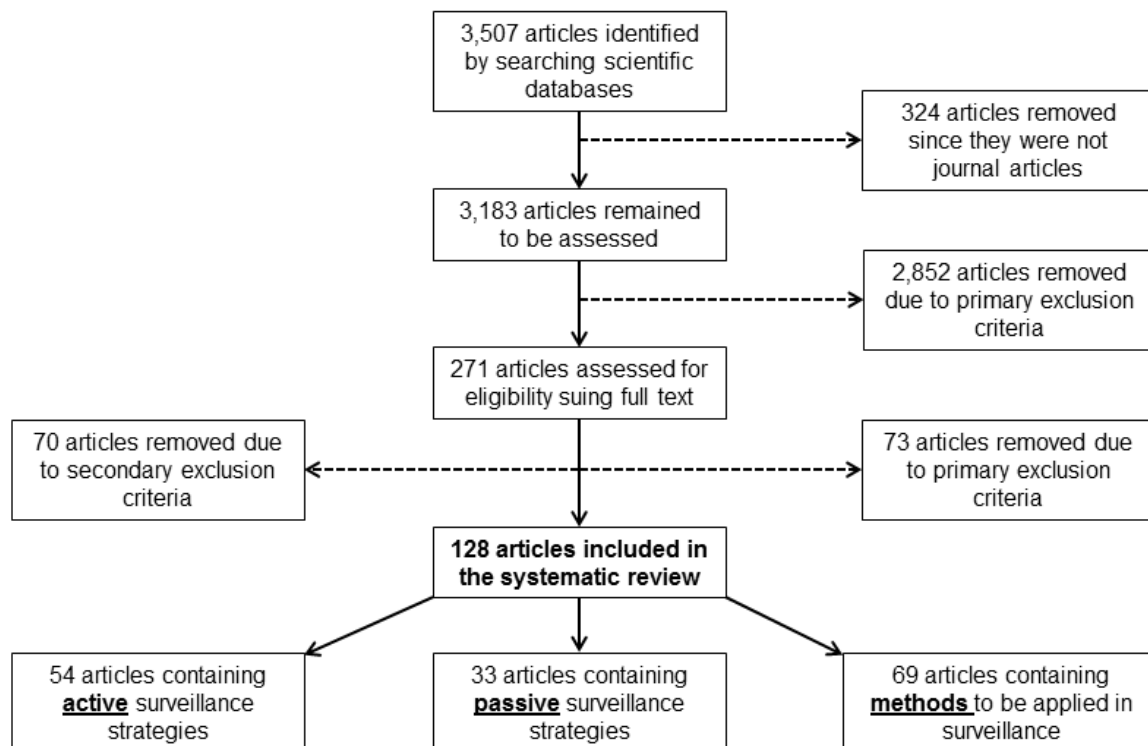 3,507 articles identified
by searching scientific
databases
324 articles removed
since they were not
journal articles
3,183 articles remained
to be assessed
2,852 articles removed
due to primary exclusion
criteria
271 articles assessed for
eligibility suing full text
70 articles removed due
to secondary exclusion
criteria
73 articles removed due
to primary exclusion
criteria
128 articles included in
the systematic review
54 articles containing
active surveillance
strategies
33 articles containing
passive surveillance
strategies
69 articles containing
methods to be applied in
surveillance